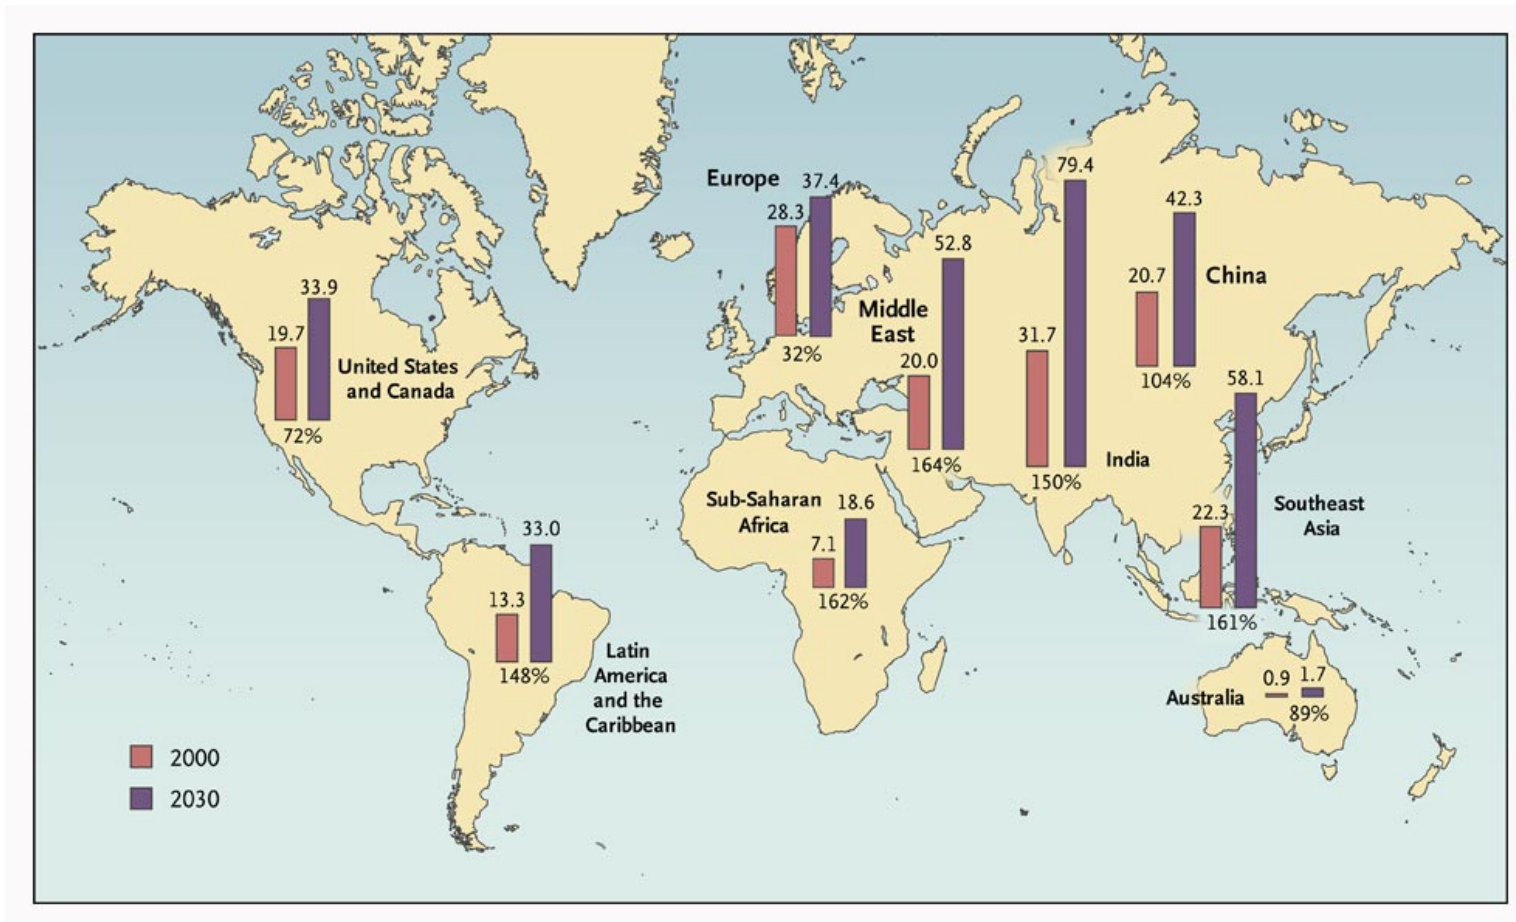 Europe
28.3
37.4
32%
Middle
East
20.0
52.8
164%
31.7
79.4
150%
India
20.7
42.3
104%
China
19.7
33.9
72%
United States
and Canada
Sub-Saharan
Africa
7.1
18.6
162%
22.3
58.1
161%
Southeast
Asia
13.3
33.0
148%
Latin
America
and the
Caribbean
Australia
0.9
1.7
89%
2000
2030